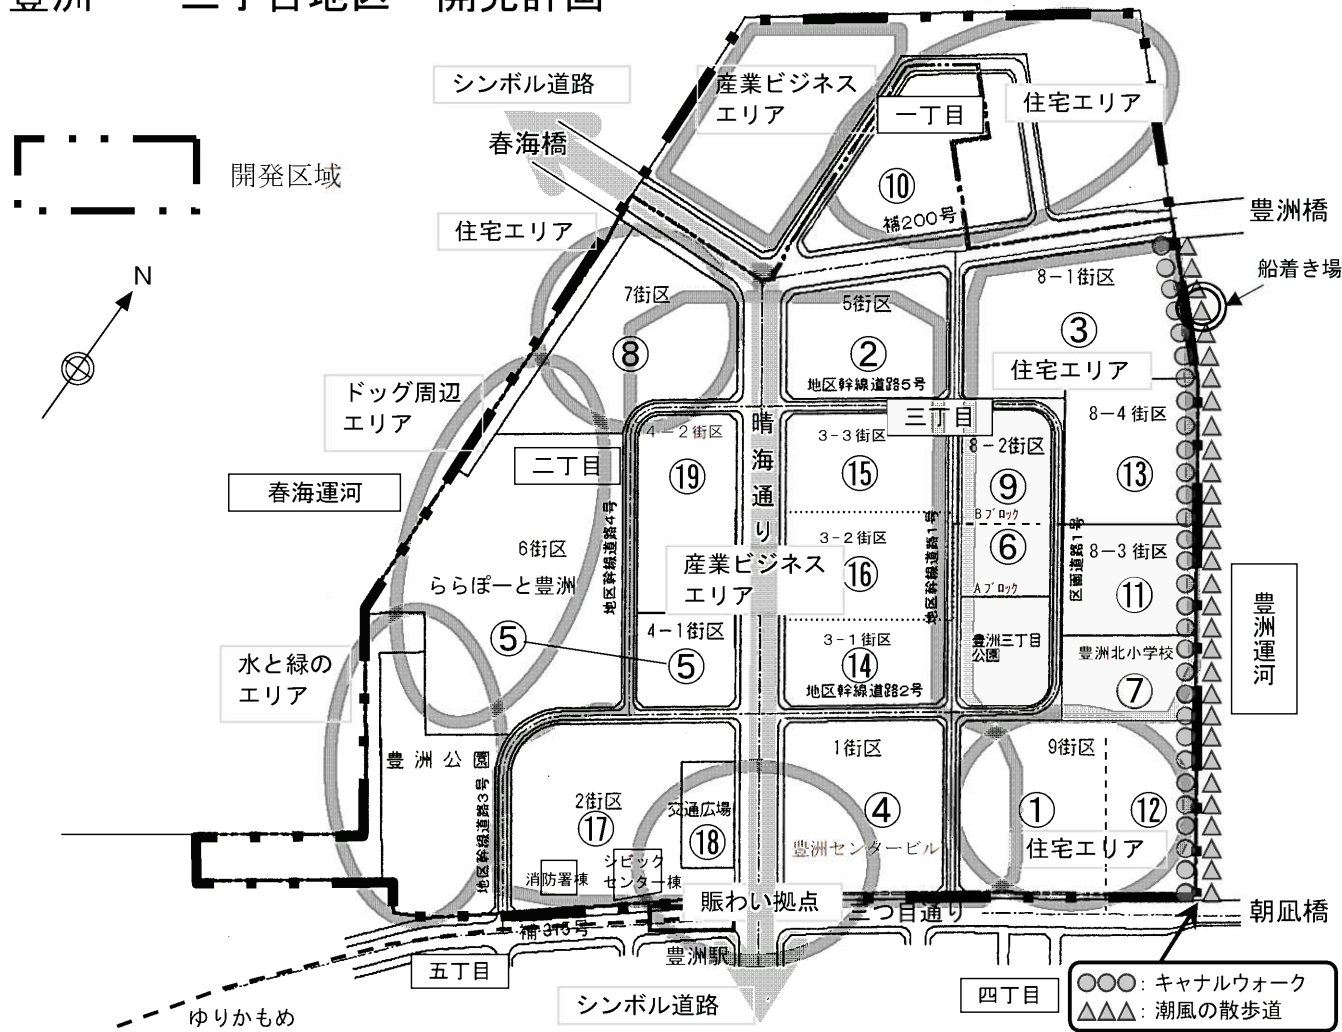 三丁目地区 開発計画
シンボル道路
産業ビジネス
エリア
住宅エリア
一丁目
春海橋
開発区域
⑩
補200号
豊洲橋
住宅エリア
N
船着き場
8-1街区
7街区
5街区
③
⑧
②
住宅エリア
地区幹線道路5号
ドッグ周辺
エリア
三丁目
8-4街区
晴海通り
4-2街区
3-3街区
8-2街区
二丁目
⑲
⑮
⑨
⑬
春海運河
Bブロック
地区幹線道路4号
地区幹線道路1号
区画道路1号
6街区
3-2街区
⑥
8-3街区
産業ビジネス
エリア
⑯
ららぽーと豊洲
Aブロック
⑪
豊洲運河
4-1街区
3-1街区
豊洲三丁目
公園
⑤
⑤
⑭
豊洲北小学校
水と緑の
エリア
地区幹線道路2号
⑦
1街区
9街区
豊洲公園
地区幹線道路3号
2街区
交通広場
⑰
⑱
④
①
⑫
豊洲センタービル
住宅エリア
消防署棟
シビック
センター棟
賑わい拠点
三つ目通り
朝凪橋
補315号
豊洲駅
五丁目
四丁目
シンボル道路
ゆりかもめ
:キャナルウォーク
:潮風の散歩道